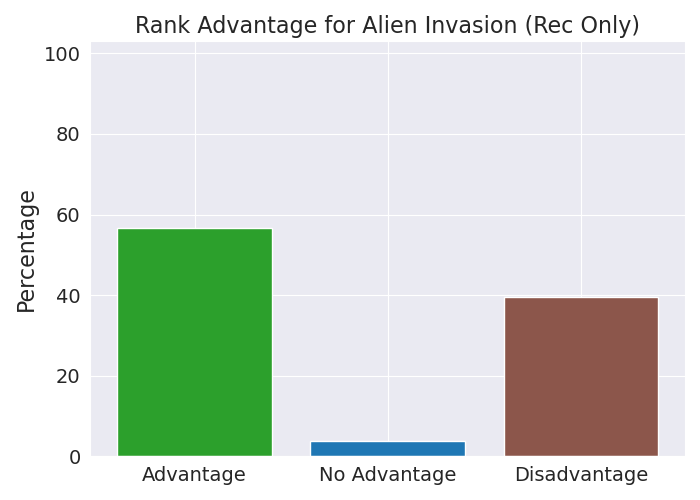 Rank Advantage for Alien Invasion (Rec Only)
Percentage
100
80
60
40
20
0
Advantage
No Advantage
Disadvantage